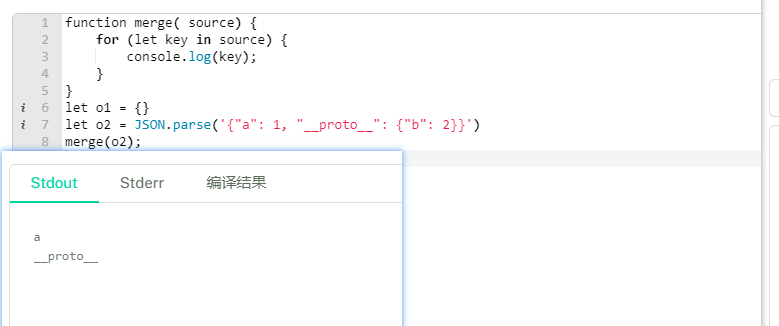 1 function merge( source) {
2     for (let key in source) {
3         console.log(key);
4     }
5 }
i 6 let o1 = {}
i 7 let o2 = JSON.parse('{"a": 1, "__proto__": {"b": 2}}')
8 merge(o2);
Stdout Stderr 编译结果
a
__proto__